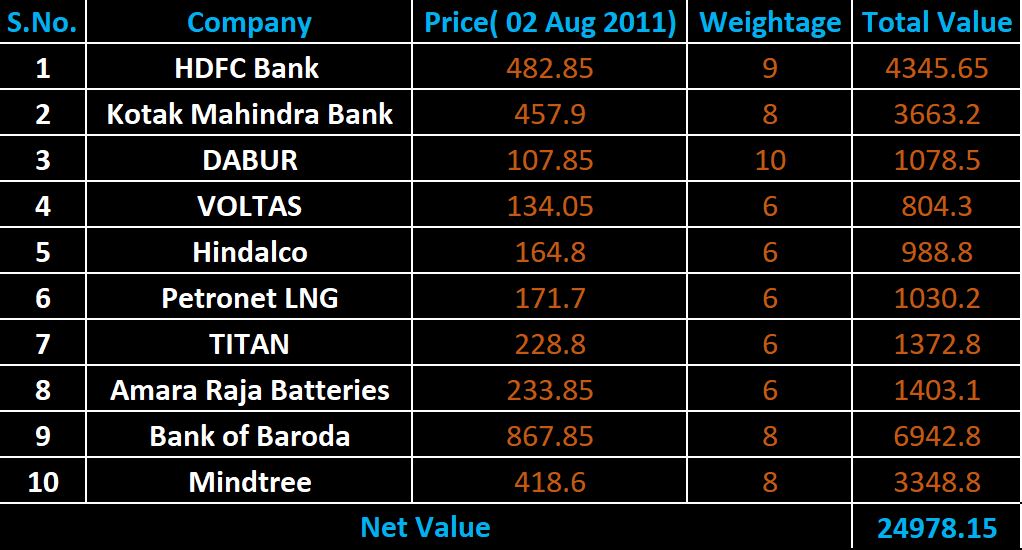 S.No. Company Price( 02 Aug 2011) Weightage Total Value
1 HDFC Bank 482.85 9 4345.65
2 Kotak Mahindra Bank 457.9 8 3663.2
3 DABUR 107.85 10 1078.5
4 VOLTAS 134.05 6 804.3
5 Hindalco 164.8 6 988.8
6 Petronet LNG 171.7 6 1030.2
7 TITAN 228.8 6 1372.8
8 Amara Raja Batteries 233.85 6 1403.1
9 Bank of Baroda 867.85 8 6942.8
10 Mindtree 418.6 8 3348.8
Net Value 24978.15